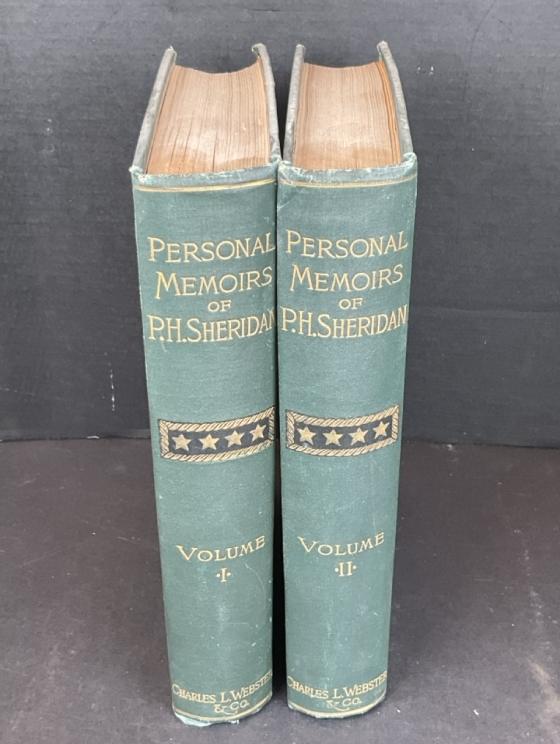 PERSONAL
MEMOIRS
OF
P.H. SHERIDAN
VOLUME
·I·
CHARLES L. WEBSTER
& CO.
PERSONAL
MEMOIRS
OF
P.H. SHERIDAN
VOLUME
·II·
CHARLES L. WEBSTER
& CO.